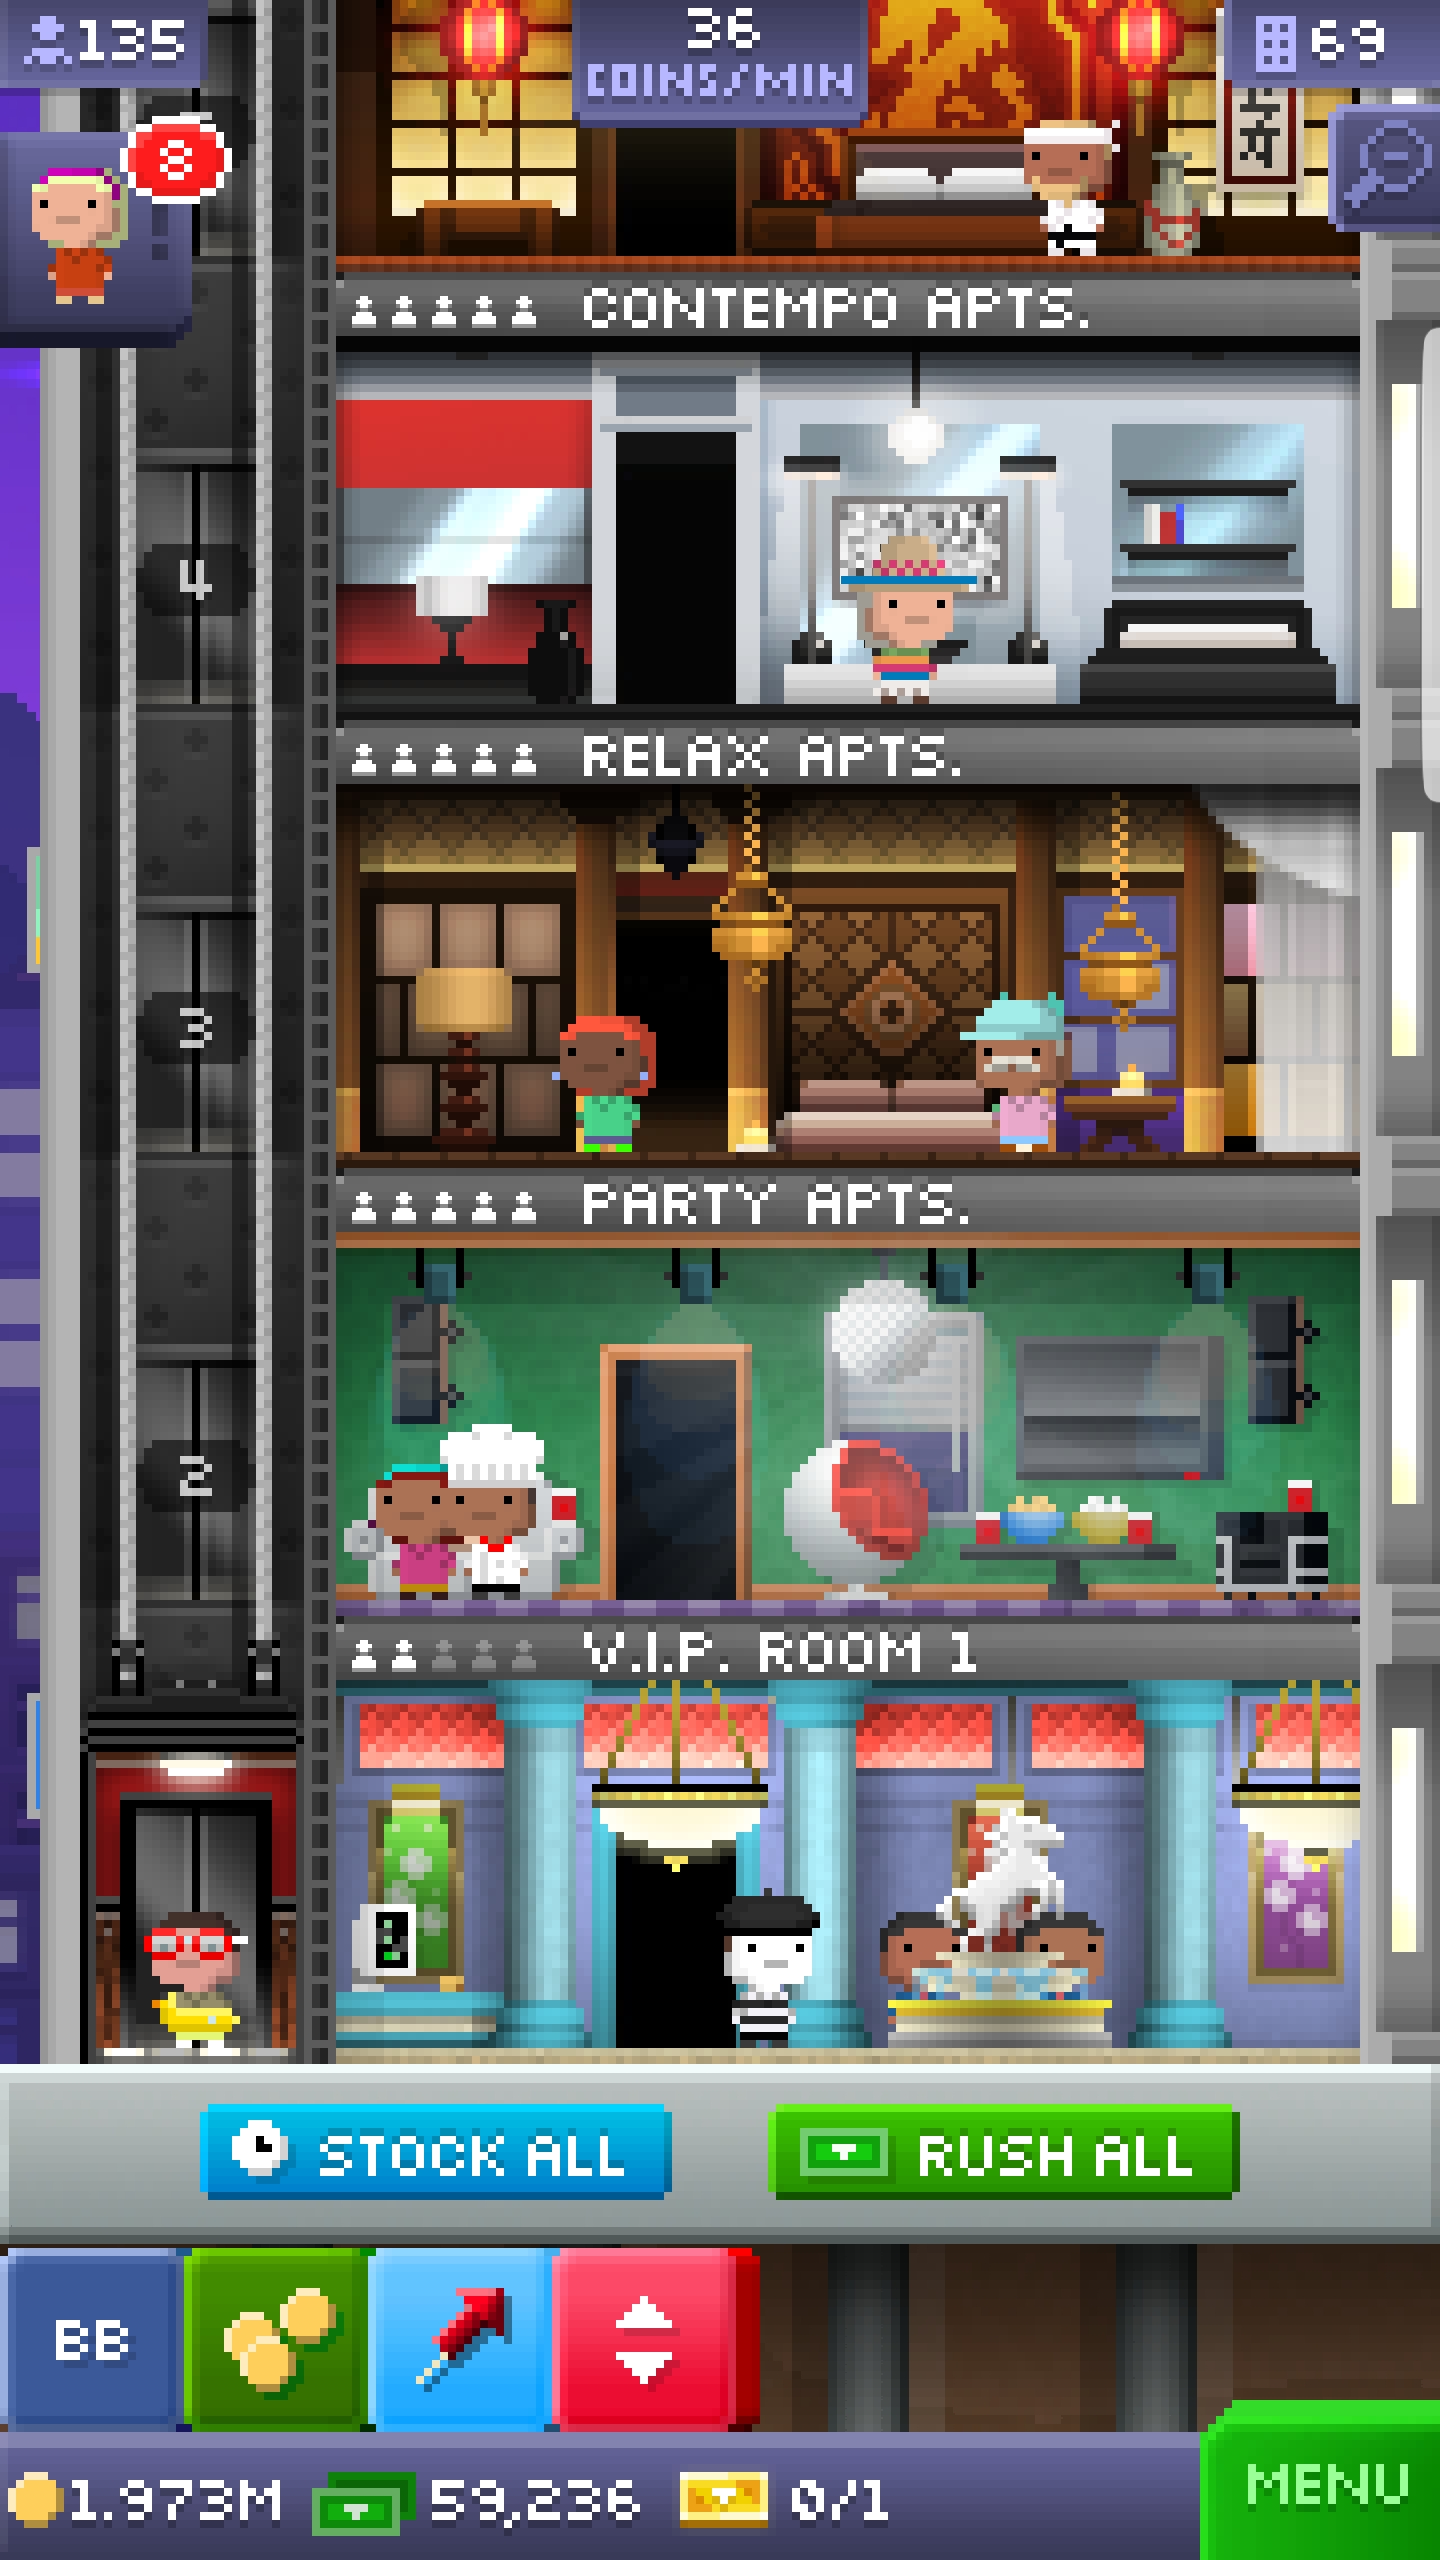 135
36
COINS/MIN
69
8
CONTEMPO APTS.
4
RELAX APTS.
3
PARTY APTS.
2
V.I.P. ROOM 1
STOCK ALL
RUSH ALL
BB
1.973M
59,236
0/1
MENU